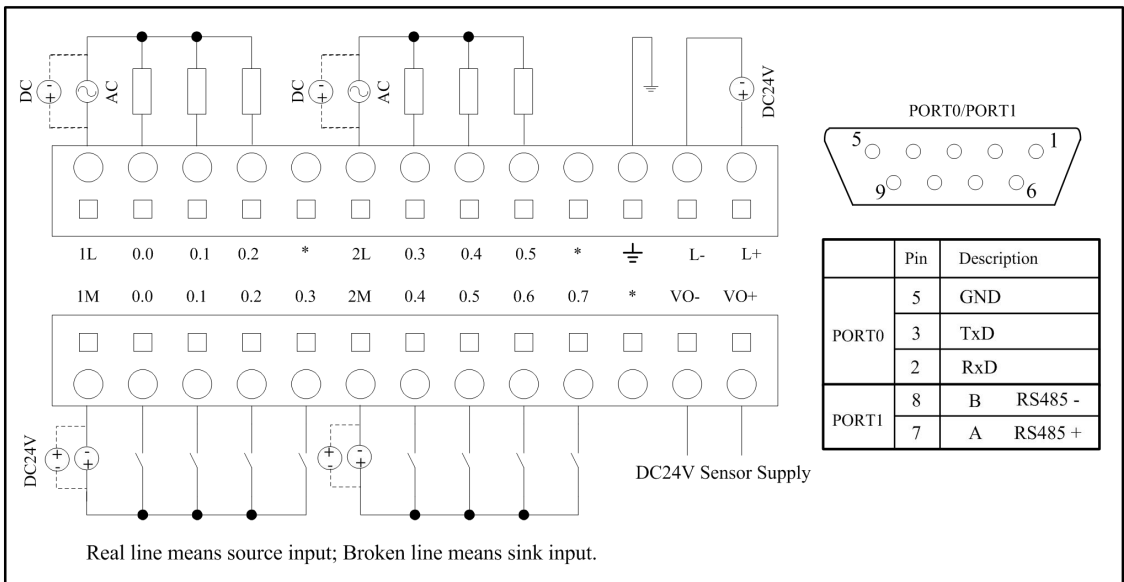 DC + - AC DC + - AC + - DC24V
1L 0.0 0.1 0.2 * 2L 0.3 0.4 0.5 * L- L+
1M 0.0 0.1 0.2 0.3 2M 0.4 0.5 0.6 0.7 * VO- VO+
DC24V + - - + + - - +
DC24V Sensor Supply
Real line means source input; Broken line means sink input.
PORT0/PORT1
5 1
9 6
Pin Description
PORT0 5 GND
3 TxD
2 RxD
PORT1 8 B RS485 -
7 A RS485 +